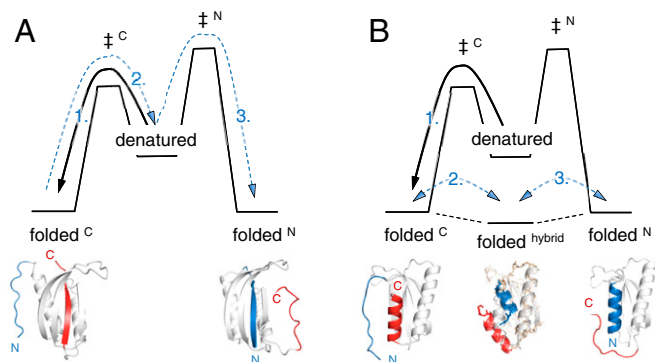 A
B
‡ C
‡ N
‡ C
‡ N
1.
2.
3.
denatured
1.
2.
3.
denatured
folded C
folded N
folded C
folded hybrid
folded N
C
N
C
N
C
N
C
N
C
N